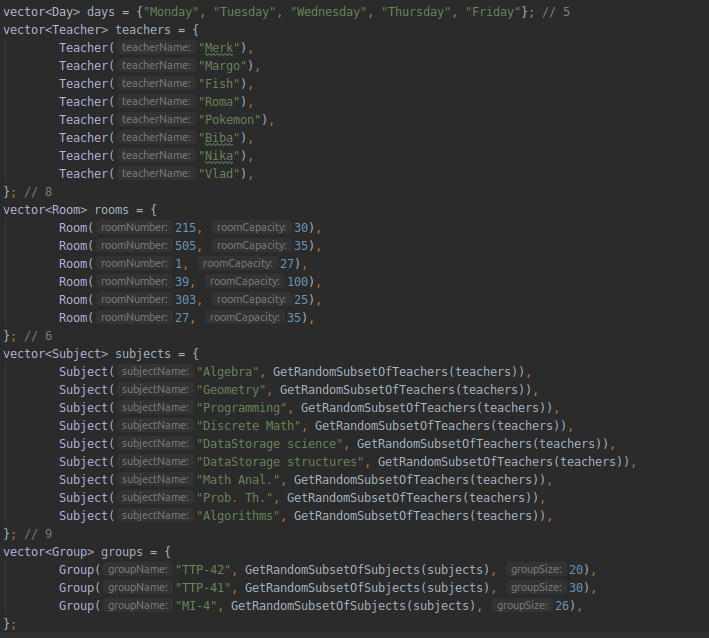 vector<Day> days = {"Monday", "Tuesday", "Wednesday", "Thursday", "Friday"}; // 5
vector<Teacher> teachers = {
Teacher( teacherName: "Merk"),
Teacher( teacherName: "Margo"),
Teacher( teacherName: "Fish"),
Teacher( teacherName: "Roma"),
Teacher( teacherName: "Pokemon"),
Teacher( teacherName: "Biba"),
Teacher( teacherName: "Nika"),
Teacher( teacherName: "Vlad"),
}; // 8
vector<Room> rooms = {
Room( roomNumber: 215, roomCapacity: 30),
Room( roomNumber: 505, roomCapacity: 35),
Room( roomNumber: 1, roomCapacity: 27),
Room( roomNumber: 39, roomCapacity: 100),
Room( roomNumber: 303, roomCapacity: 25),
Room( roomNumber: 27, roomCapacity: 35),
}; // 6
vector<Subject> subjects = {
Subject( subjectName: "Algebra", GetRandomSubsetOfTeachers(teachers)),
Subject( subjectName: "Geometry", GetRandomSubsetOfTeachers(teachers)),
Subject( subjectName: "Programming", GetRandomSubsetOfTeachers(teachers)),
Subject( subjectName: "Discrete Math", GetRandomSubsetOfTeachers(teachers)),
Subject( subjectName: "DataStorage science", GetRandomSubsetOfTeachers(teachers)),
Subject( subjectName: "DataStorage structures", GetRandomSubsetOfTeachers(teachers)),
Subject( subjectName: "Math Anal.", GetRandomSubsetOfTeachers(teachers)),
Subject( subjectName: "Prob. Th.", GetRandomSubsetOfTeachers(teachers)),
Subject( subjectName: "Algorithms", GetRandomSubsetOfTeachers(teachers)),
}; // 9
vector<Group> groups = {
Group( groupName: "TTP-42", GetRandomSubsetOfSubjects(subjects), groupSize: 20),
Group( groupName: "TTP-41", GetRandomSubsetOfSubjects(subjects), groupSize: 30),
Group( groupName: "MI-4", GetRandomSubsetOfSubjects(subjects), groupSize: 26),
};